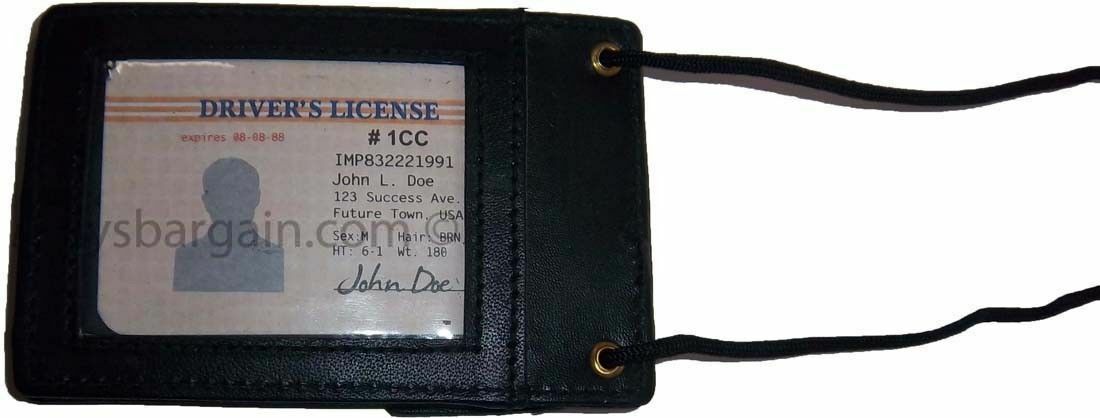 DRIVER'S LICENSE
expires 08-08-88
# 1CC
IMP832221991
John L. Doe
123 Success Ave.
Future Town, USA
Sex:M Hair: BRN
HT: 6-1 Wt. 180
ysbargain.com ©
John Doe